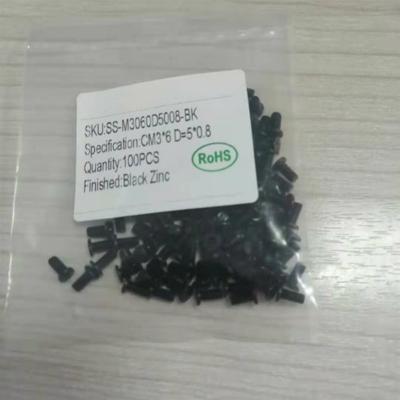 SKU:SS-M3060D5008-BK
Specification:CM3*6 D=5*0.8
Quantity:100PCS
Finished:Black Zinc
RoHS